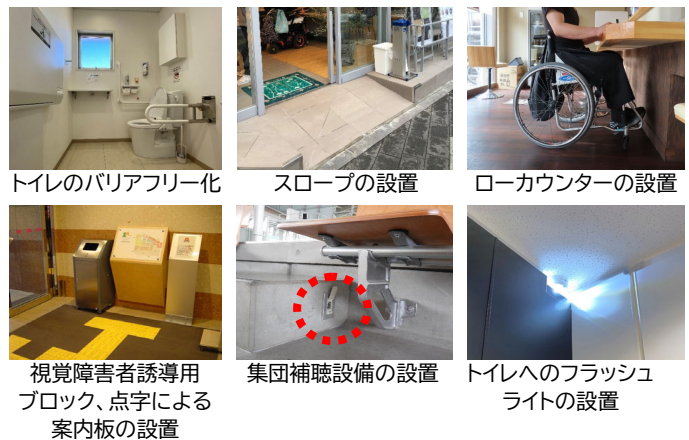 トイレのバリアフリー化
スロープの設置
ローカウンターの設置
視覚障害者誘導用
ブロック、点字による
案内板の設置
集団補聴設備の設置
トイレへのフラッシュ
ライトの設置